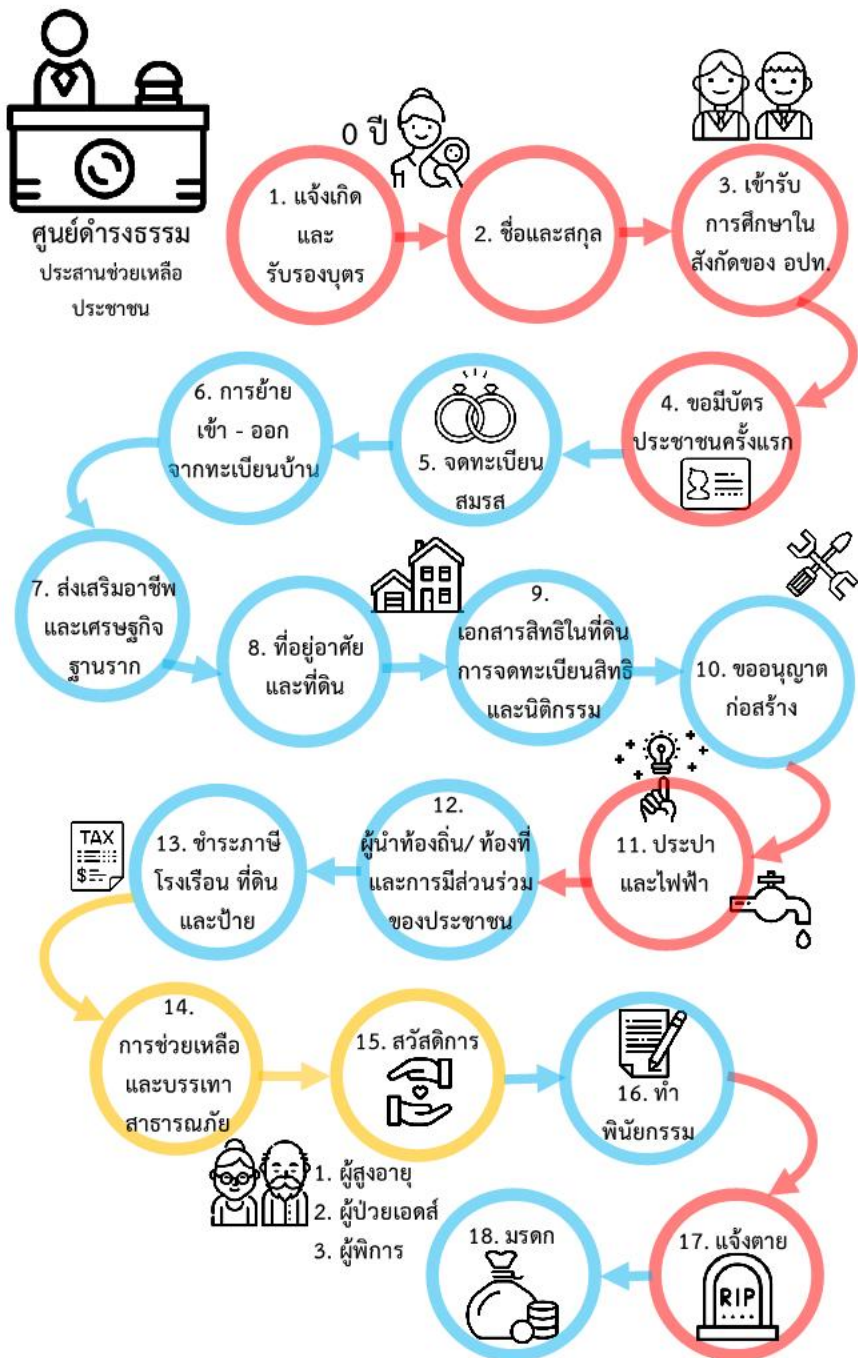 ศูนย์ดำรงธรรม
ประสานช่วยเหลือ
ประชาชน
0 ปี
1. แจ้งเกิด
และ
รับรองบุตร
2. ชื่อและสกุล
3. เข้ารับ
การศึกษาใน
สังกัดของ อปท.
4. ขอมีบัตร
ประชาชนครั้งแรก
5. จดทะเบียน
สมรส
6. การย้าย
เข้า - ออก
จากทะเบียนบ้าน
7. ส่งเสริมอาชีพ
และเศรษฐกิจ
ฐานราก
8. ที่อยู่อาศัย
และที่ดิน
9.
เอกสารสิทธิในที่ดิน
การจดทะเบียนสิทธิ
และนิติกรรม
10. ขออนุญาต
ก่อสร้าง
11. ประปา
และไฟฟ้า
12.
ผู้นำท้องถิ่น/ ท้องที่
และการมีส่วนร่วม
ของประชาชน
13. ชำระภาษี
โรงเรือน ที่ดิน
และป้าย
TAX
$
14.
การช่วยเหลือ
และบรรเทา
สาธารณภัย
15. สวัสดิการ
1. ผู้สูงอายุ
2. ผู้ป่วยเอดส์
3. ผู้พิการ
16. ทำ
พินัยกรรม
17. แจ้งตาย
RIP
18. มรดก